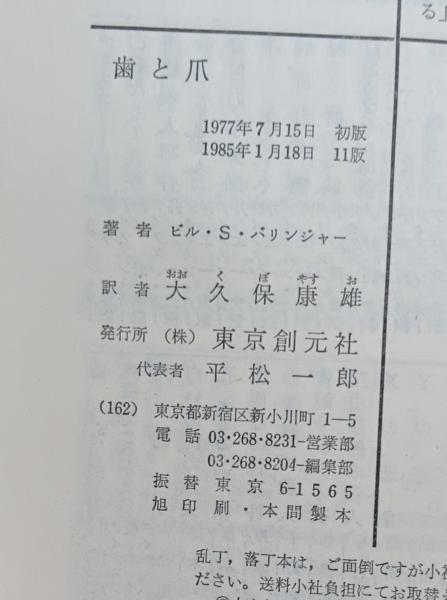 上
る
歯と爪
1977年7月15日 初版
1985年1月18日 11版
著者 ビル・S・バリンジャー
おお く ぼ やす お
訳者 大久保康雄
発行所 (株) 東京創元社
代表者 平松一郎
(162) 東京都新宿区新小川町 1—5
電話 03・268・8231-営業部
03・268・8204-編集部
振替東京 6-1565
旭印刷・本間製本
乱丁，落丁本は，ご面倒ですが小社
ださい。送料小社負担にてお取替え